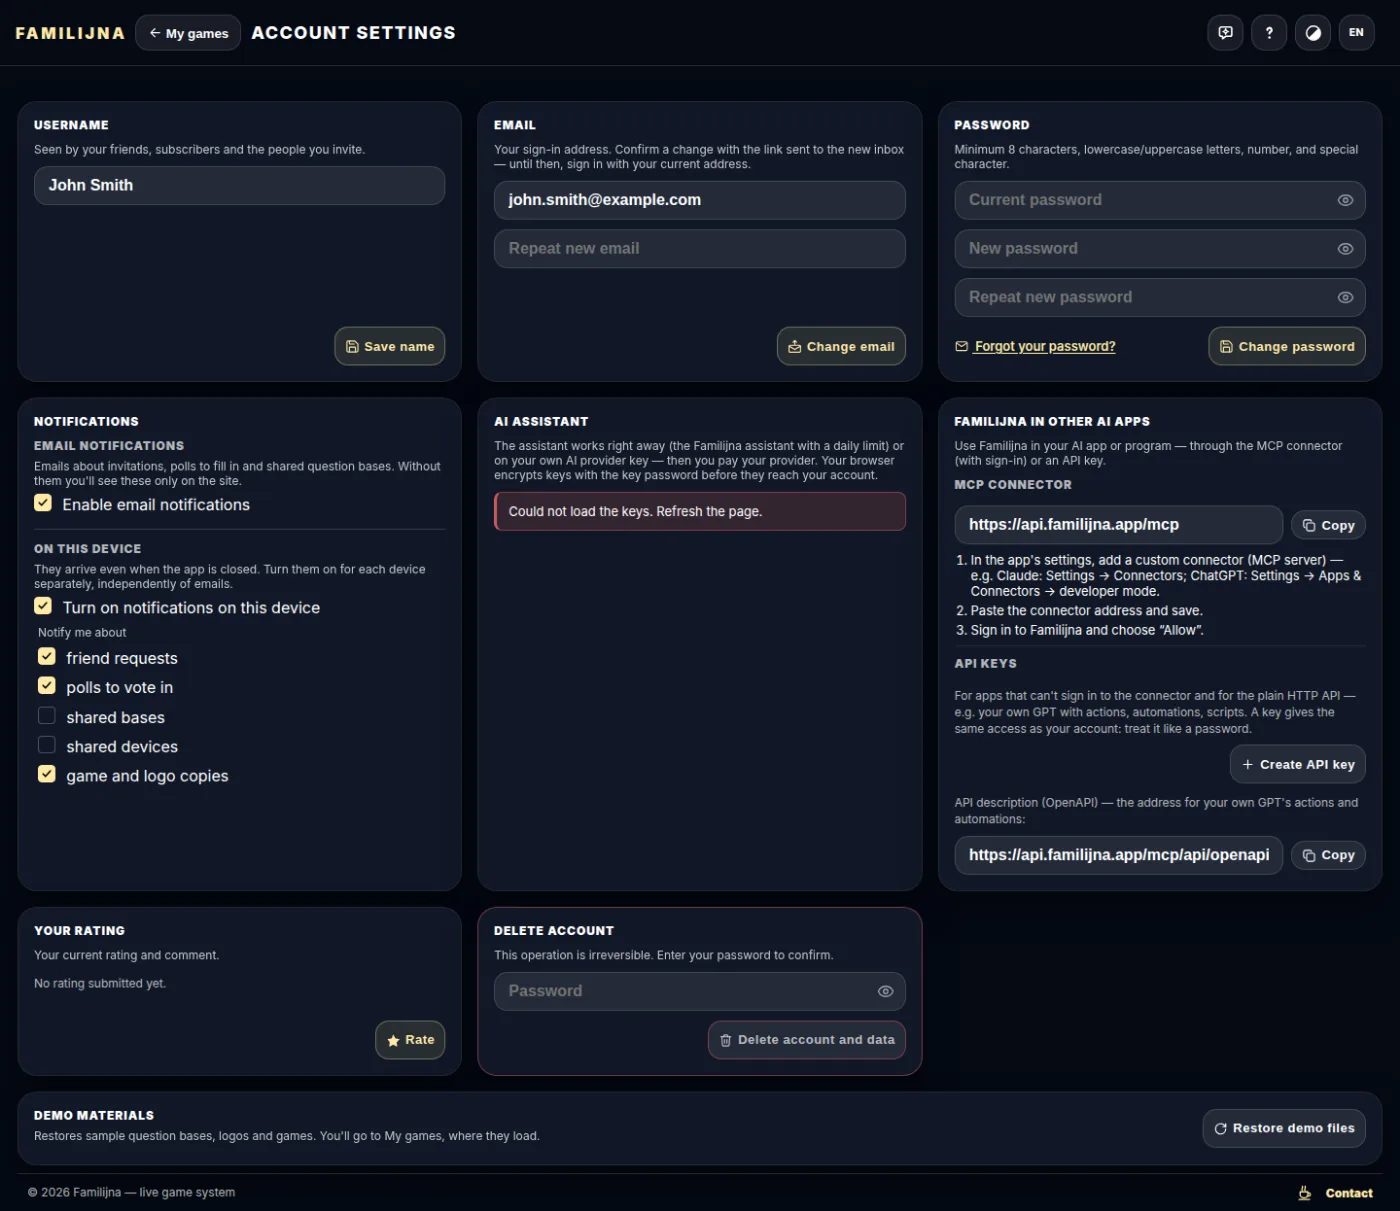 FAMILIJNA
My games
ACCOUNT SETTINGS
?
EN
USERNAME
Seen by your friends, subscribers and the people you invite.
John Smith
Save name
EMAIL
Your sign-in address. Confirm a change with the link sent to the new inbox
— until then, sign in with your current address.
john.smith@example.com
Repeat new email
Change email
PASSWORD
Minimum 8 characters, lowercase/uppercase letters, number, and special
character.
Current password
New password
Repeat new password
Forgot your password?
Change password
NOTIFICATIONS
EMAIL NOTIFICATIONS
Emails about invitations, polls to fill in and shared question bases. Without
them you'll see these only on the site.
Enable email notifications
ON THIS DEVICE
They arrive even when the app is closed. Turn them on for each device
separately, independently of emails.
Turn on notifications on this device
Notify me about
friend requests
polls to vote in
shared bases
shared devices
game and logo copies
AI ASSISTANT
The assistant works right away (the Familijna assistant with a daily limit) or
on your own AI provider key — then you pay your provider. Your browser
encrypts keys with the key password before they reach your account.
Could not load the keys. Refresh the page.
FAMILIJNA IN OTHER AI APPS
Use Familijna in your AI app or program — through the MCP connector
(with sign-in) or an API key.
MCP CONNECTOR
https://api.familijna.app/mcp
Copy
1. In the app's settings, add a custom connector (MCP server) —
e.g. Claude: Settings → Connectors; ChatGPT: Settings → Apps &
Connectors → developer mode.
2. Paste the connector address and save.
3. Sign in to Familijna and choose “Allow”.
API KEYS
For apps that can't sign in to the connector and for the plain HTTP API —
e.g. your own GPT with actions, automations, scripts. A key gives the
same access as your account: treat it like a password.
Create API key
API description (OpenAPI) — the address for your own GPT's actions and
automations:
https://api.familijna.app/mcp/api/openapi
Copy
YOUR RATING
Your current rating and comment.
No rating submitted yet.
Rate
DELETE ACCOUNT
This operation is irreversible. Enter your password to confirm.
Password
Delete account and data
DEMO MATERIALS
Restores sample question bases, logos and games. You'll go to My games, where they load.
Restore demo files
© 2026 Familijna — live game system
Contact